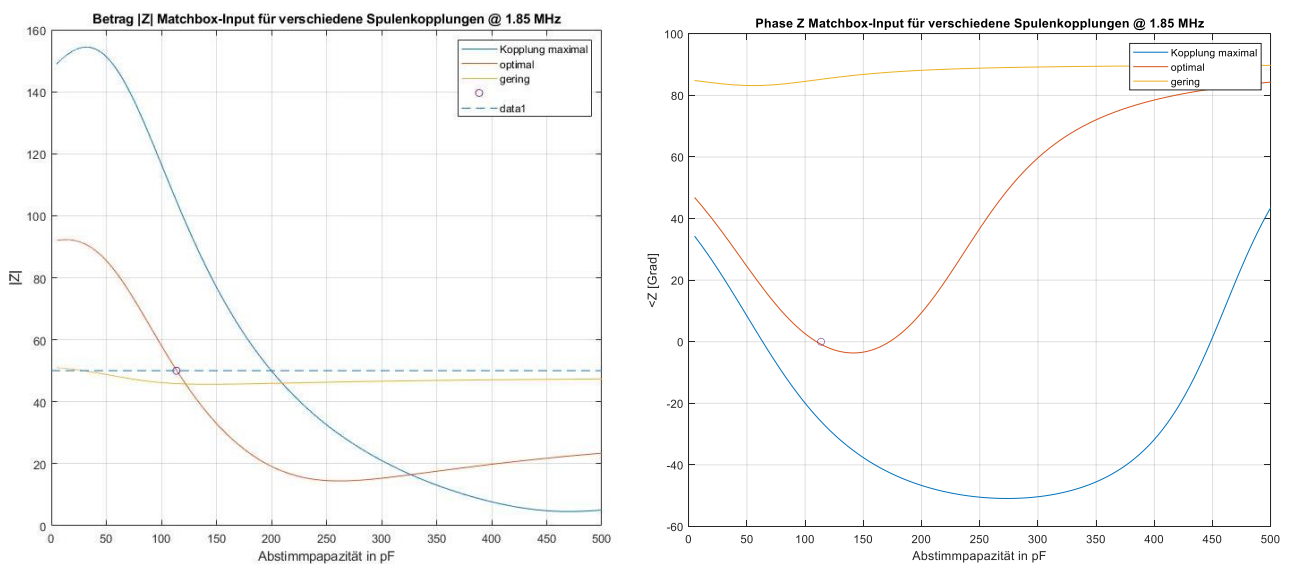 Betrag |Z| Matchbox-Input für verschiedene Spulenkopplungen @ 1.85 MHz
160
140
120
100
80
60
40
20
0
|Z|
Kopplung maximal
optimal
gering
data1
0 50 100 150 200 250 300 350 400 450 500
Abstimmpapazität in pF
Phase Z Matchbox-Input für verschiedene Spulenkopplungen @ 1.85 MHz
100
80
60
40
20
0
-20
-40
-60
<Z [Grad]
Kopplung maximal
optimal
gering
0 50 100 150 200 250 300 350 400 450 500
Abstimmpapazität in pF